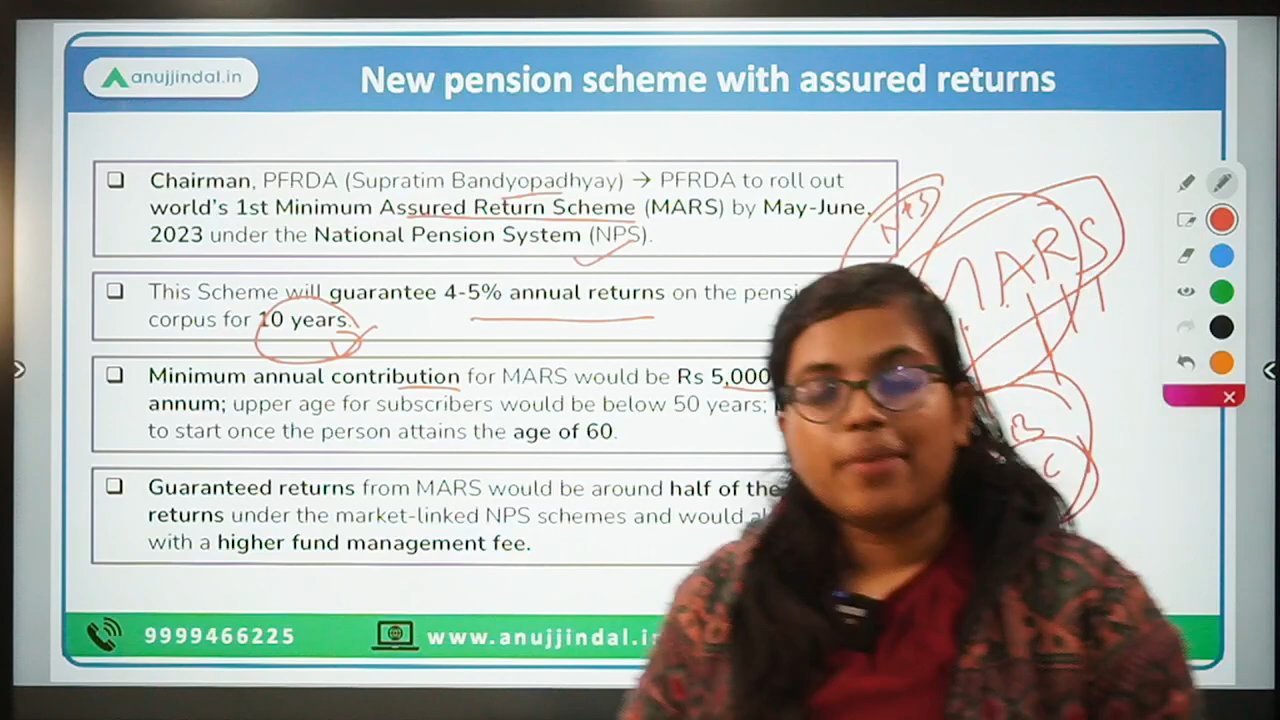 anujjindal.in
New pension scheme with assured returns
Chairman, PFRDA (Supratim Bandyopadhyay) → PFRDA to roll out
world's 1st Minimum Assured Return Scheme (MARS) by May-June,
2023 under the National Pension System (NPS).
This Scheme will guarantee 4-5% annual returns on the
corpus for 10 years.
Minimum annual contribution for MARS would be Rs 5,000
annum; upper age for subscribers would be below 50 years;
to start once the person attains the age of 60.
Guaranteed returns from MARS would be around half of the
returns under the market-linked NPS schemes and would
with a higher fund management fee.
NPS
MARS
B
C
9999466225
www.anujjindal.in